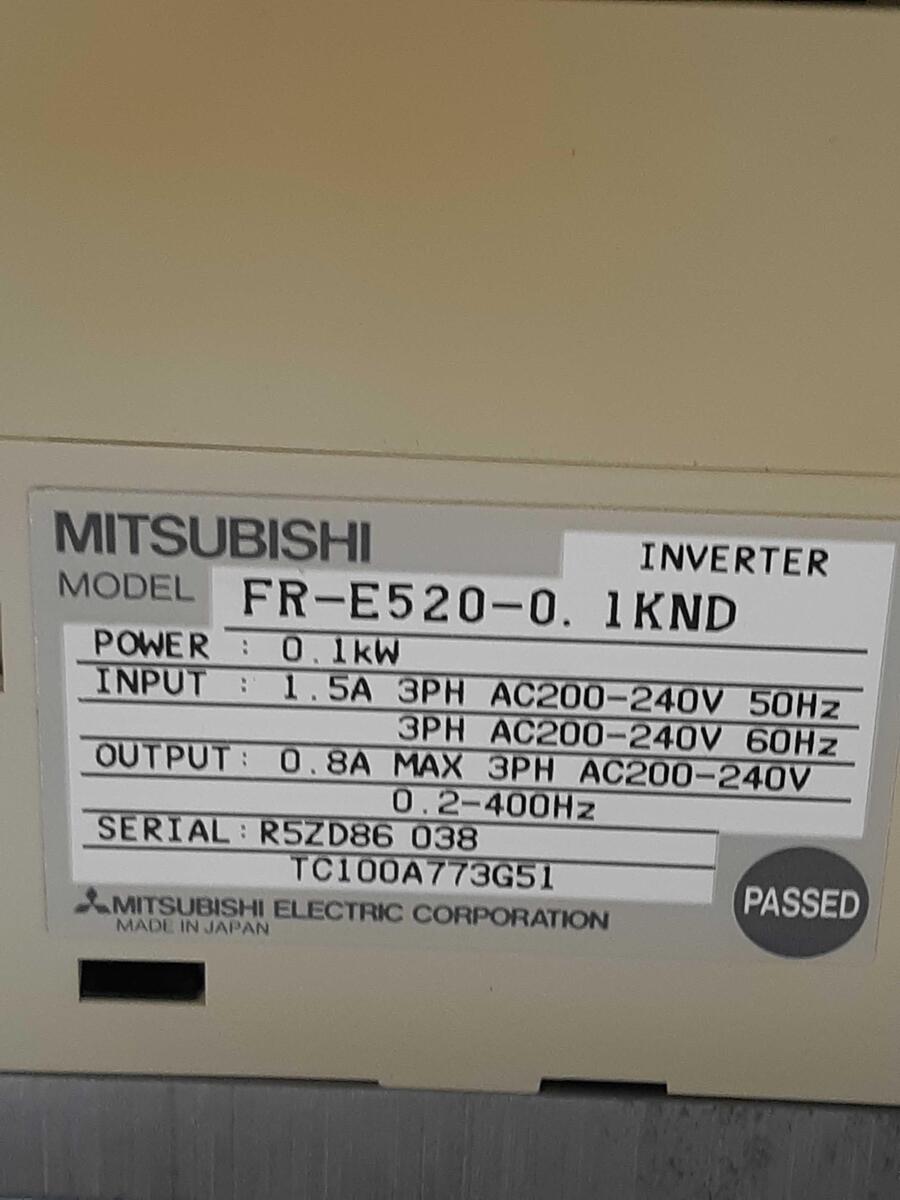 MITSUBISHI
INVERTER
MODEL FR-E520-0.1KND
POWER : 0.1kW
INPUT : 1.5A 3PH AC200-240V 50Hz
3PH AC200-240V 60Hz
OUTPUT: 0.8A MAX 3PH AC200-240V
0.2-400Hz
SERIAL: R5ZD86 038
TC100A773G51
PASSED
MITSUBISHI ELECTRIC CORPORATION
MADE IN JAPAN